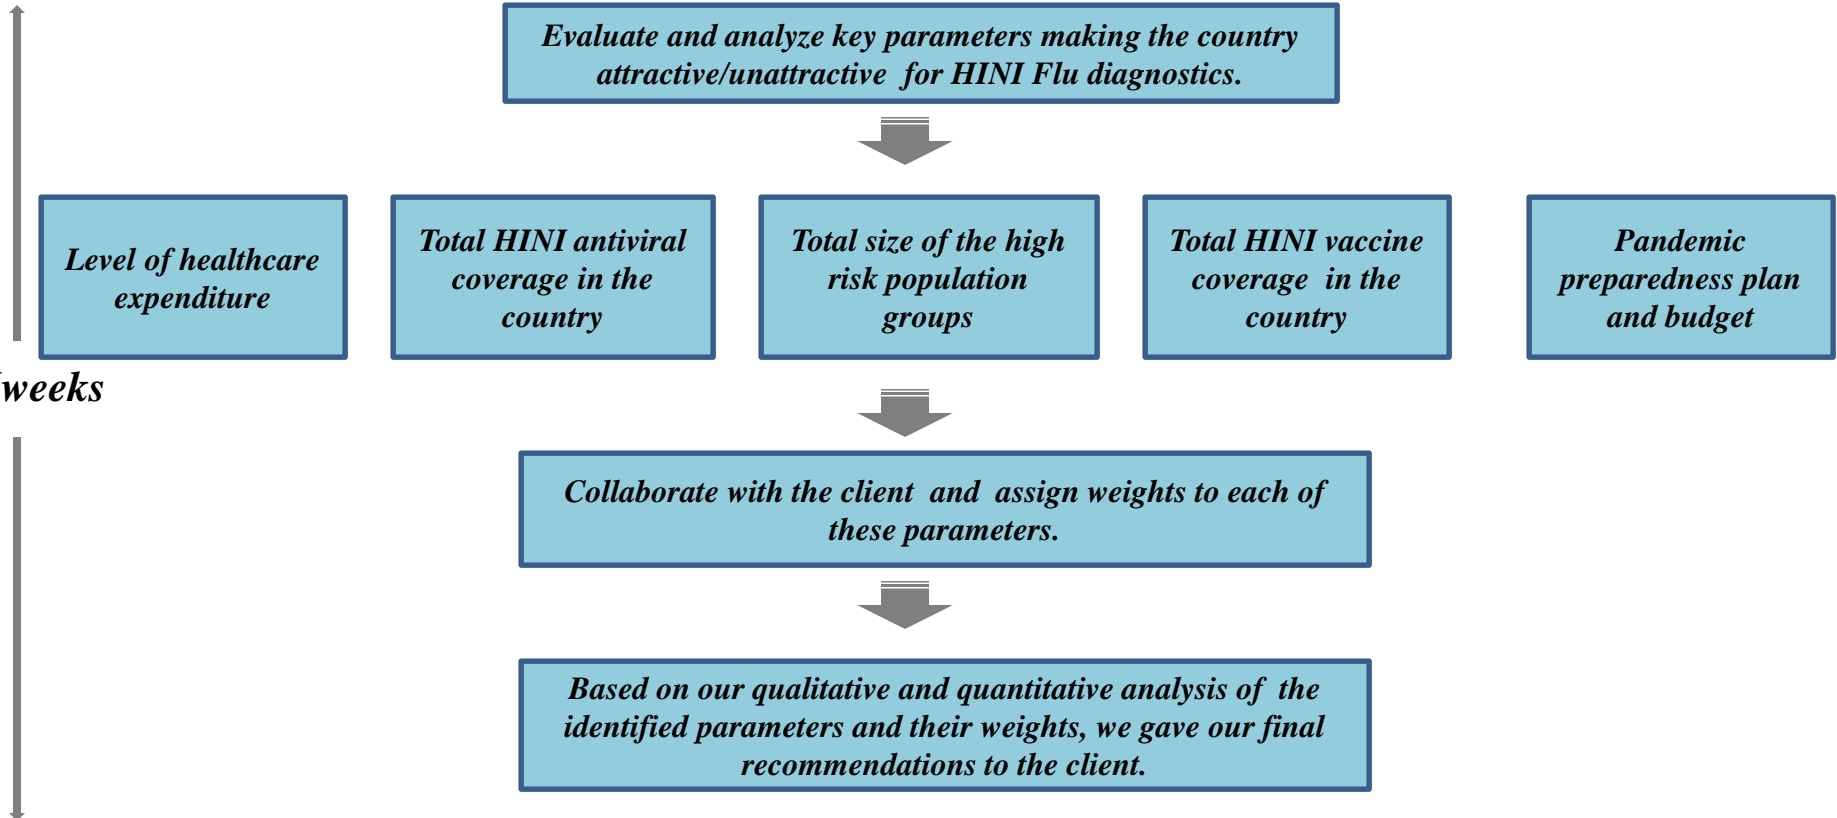 Evaluate and analyze key parameters making the country
attractive/unattractive for HINI Flu diagnostics.
Level of healthcare
expenditure
Total HINI antiviral
coverage in the
country
Total size of the high
risk population
groups
Total HINI vaccine
coverage in the
country
Pandemic
preparedness plan
and budget
weeks
Collaborate with the client and assign weights to each of
these parameters.
Based on our qualitative and quantitative analysis of the
identified parameters and their weights, we gave our final
recommendations to the client.